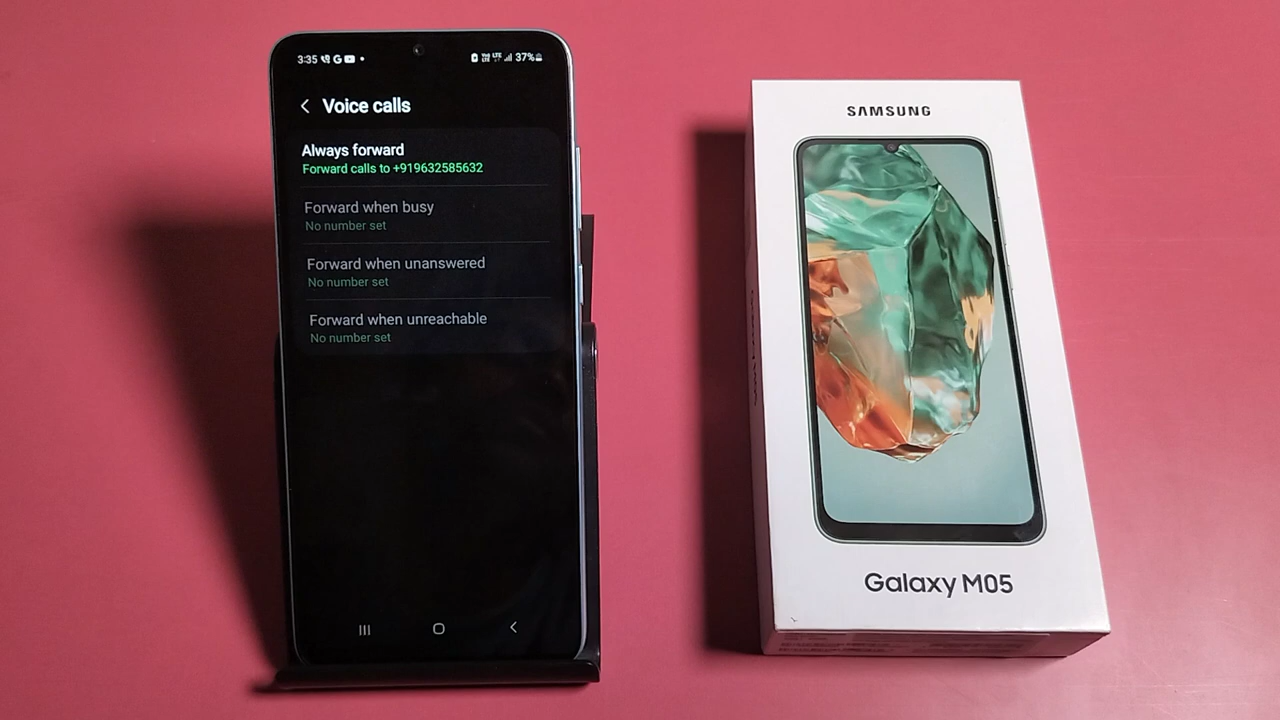 3:35
37%
Voice calls
Always forward
Forward calls to +919632585632
Forward when busy
No number set
Forward when unanswered
No number set
Forward when unreachable
No number set
SAMSUNG
Galaxy M05